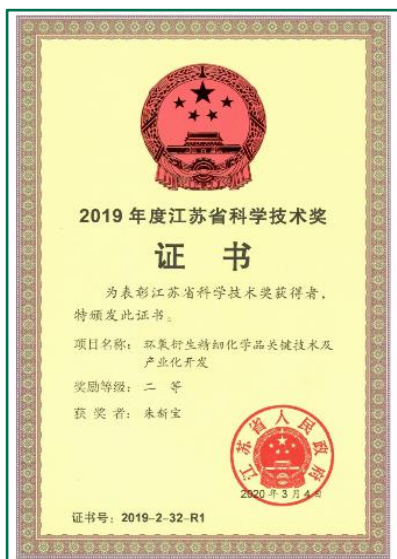 2019 年度江苏省科学技术奖
证 书
为表彰江苏省科学技术奖获得者，
特颁发此证书。
项目名称： 环氧衍生精细化学品关键技术及
产业化开发
奖励等级： 二 等
获 奖 者： 朱新宝
江苏省人民政府
2020 年 3 月 4 日
证书号： 2019-2-32-R1